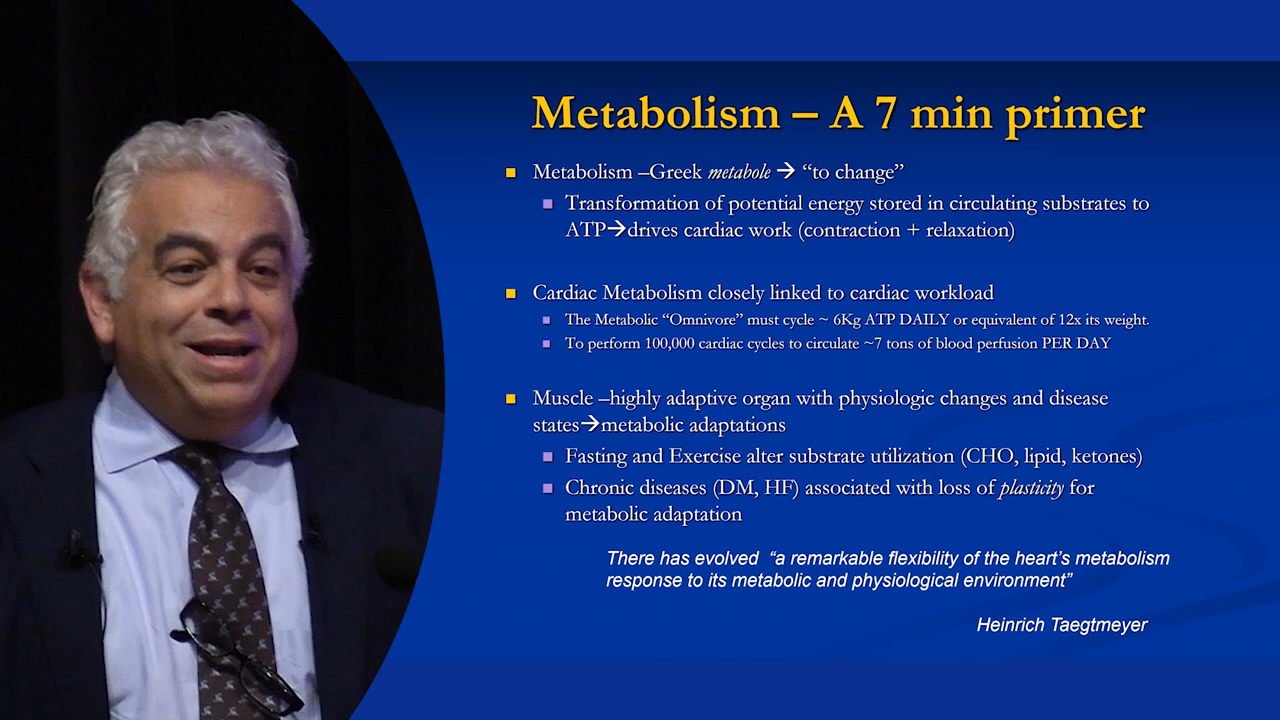 Metabolism – A 7 min primer
Metabolism –Greek metabole → “to change”
Transformation of potential energy stored in circulating substrates to
ATP→drives cardiac work (contraction + relaxation)
Cardiac Metabolism closely linked to cardiac workload
The Metabolic “Omnivore” must cycle ~ 6Kg ATP DAILY or equivalent of 12x its weight.
To perform 100,000 cardiac cycles to circulate ~7 tons of blood perfusion PER DAY
Muscle –highly adaptive organ with physiologic changes and disease
states→metabolic adaptations
Fasting and Exercise alter substrate utilization (CHO, lipid, ketones)
Chronic diseases (DM, HF) associated with loss of plasticity for
metabolic adaptation
There has evolved “a remarkable flexibility of the heart’s metabolism
response to its metabolic and physiological environment”
Heinrich Taegtmeyer